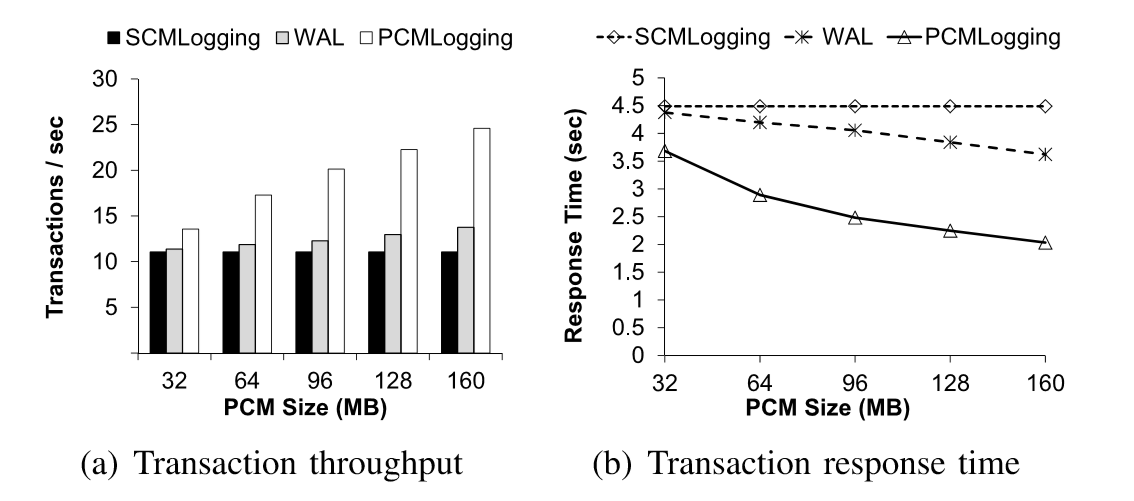 SCMLogging WAL PCMLogging
30
25
20
15
10
5
Transactions / sec
32 64 96 128 160
PCM Size (MB)
(a) Transaction throughput
SCMLogging WAL PCMLogging
5
4.5
4
3.5
3
2.5
2
1.5
1
0.5
0
Response Time (sec)
32 64 96 128 160
PCM Size (MB)
(b) Transaction response time